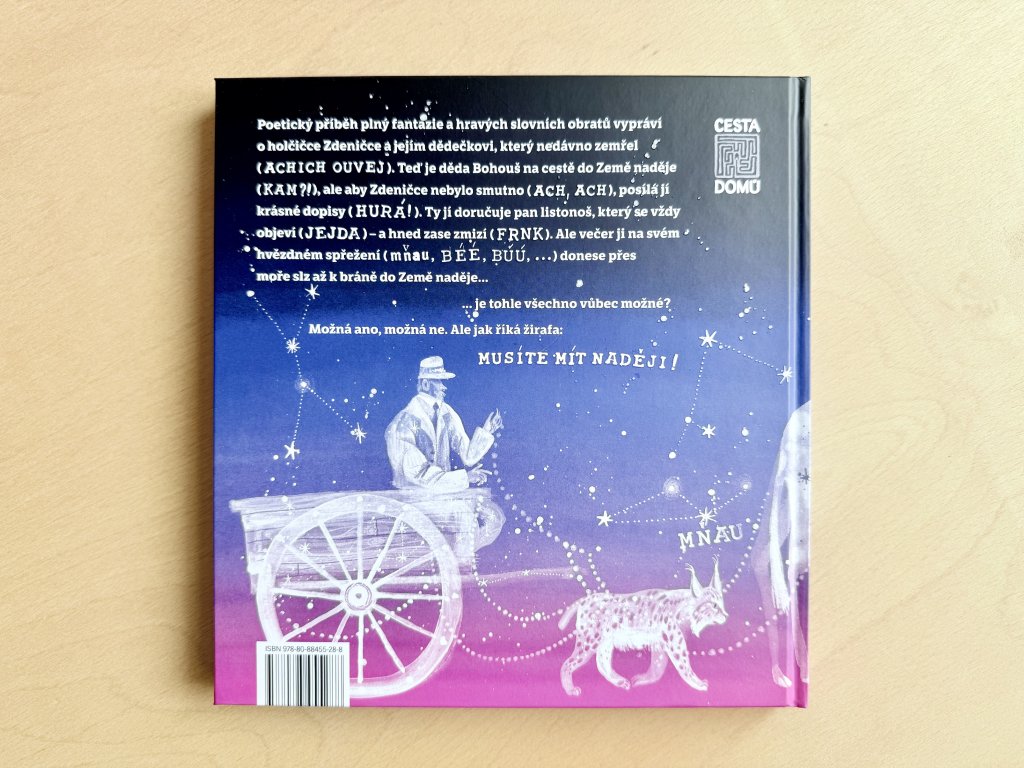 Poetický příběh plný fantazie a hravých slovních obratů vypráví
o holčičce Zdeničce a jejím dědečkovi, který nedávno zemřel
(ACHICH OUVEJ). Teď je děda Bohouš na cestě do Země naděje
(KAM?!), ale aby Zdeničce nebylo smutno (ACH, ACH), posílá jí
krásné dopisy (HURÁ!). Ty jí doručuje pan listonoš, který se vždy
objeví (JEJDA) – a hned zase zmizí (FRNK). Ale večer ji na svém
hvězdném spřežení (mňau, BÉÉ, BŮŮ, ...) donese přes
moře slz až k bráně do Země naděje...
... je tohle všechno vůbec možné?
Možná ano, možná ne. Ale jak říká žirafa:
MUSÍTE MÍT NADĚJI!
CESTA
DOMŮ
MŇAU
ISBN 978-80-88455-28-8